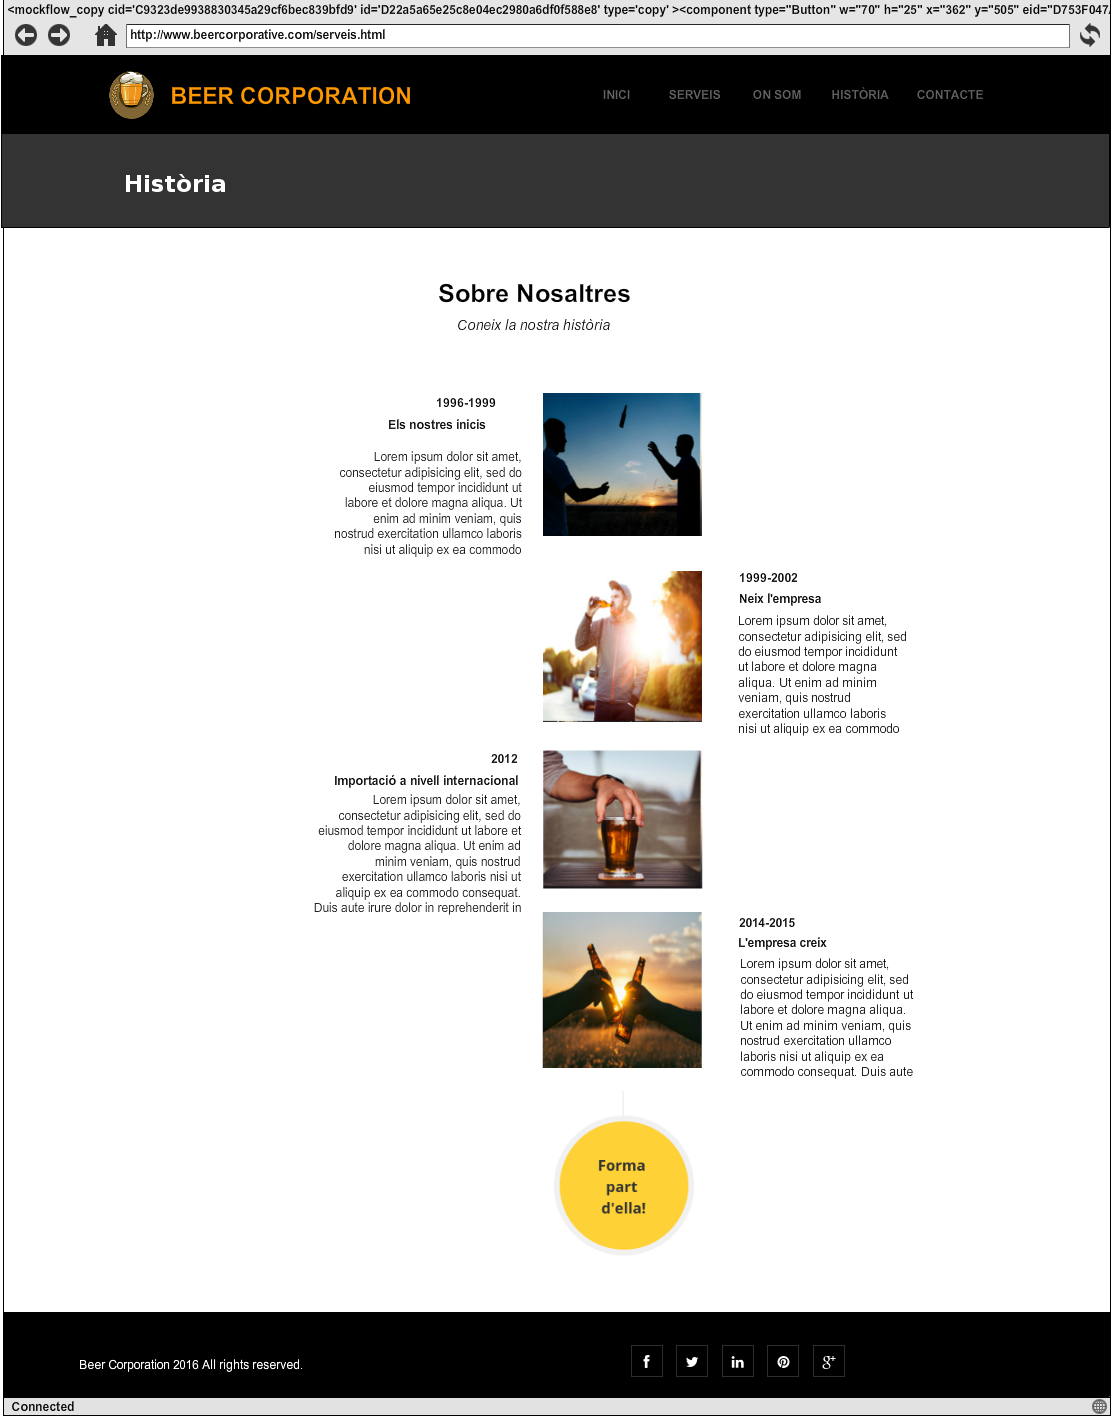 <mockflow_copy cid='C9323de9938830345a29cf6bec839bfd9' id='D22a5a65e25c8e04ec2980a6df0f588e8' type='copy' ><component type="Button" w="70" h="25" x="362" y="505" eid="D753F047
http://www.beercorporative.com/serveis.html
BEER CORPORATION
INICI SERVEIS ON SOM HISTÒRIA CONTACTE
Història
Sobre Nosaltres
Coneix la nostra història
1996-1999
Els nostres inicis
Lorem ipsum dolor sit amet,
consectetur adipisicing elit, sed do
eiusmod tempor incididunt ut
labore et dolore magna aliqua. Ut
enim ad minim veniam, quis
nostrud exercitation ullamco laboris
nisi ut aliquip ex ea commodo
1999-2002
Neix l'empresa
Lorem ipsum dolor sit amet,
consectetur adipisicing elit, sed
do eiusmod tempor incididunt
ut labore et dolore magna
aliqua. Ut enim ad minim
veniam, quis nostrud
exercitation ullamco laboris
nisi ut aliquip ex ea commodo
2012
Importació a nivell internacional
Lorem ipsum dolor sit amet,
consectetur adipisicing elit, sed do
eiusmod tempor incididunt ut labore et
dolore magna aliqua. Ut enim ad
minim veniam, quis nostrud
exercitation ullamco laboris nisi ut
aliquip ex ea commodo consequat.
Duis aute irure dolor in reprehenderit in
2014-2015
L'empresa creix
Lorem ipsum dolor sit amet,
consectetur adipisicing elit, sed
do eiusmod tempor incididunt ut
labore et dolore magna aliqua.
Ut enim ad minim veniam, quis
nostrud exercitation ullamco
laboris nisi ut aliquip ex ea
commodo consequat. Duis aute
Forma
part
d'ella!
Beer Corporation 2016 All rights reserved.
Connected